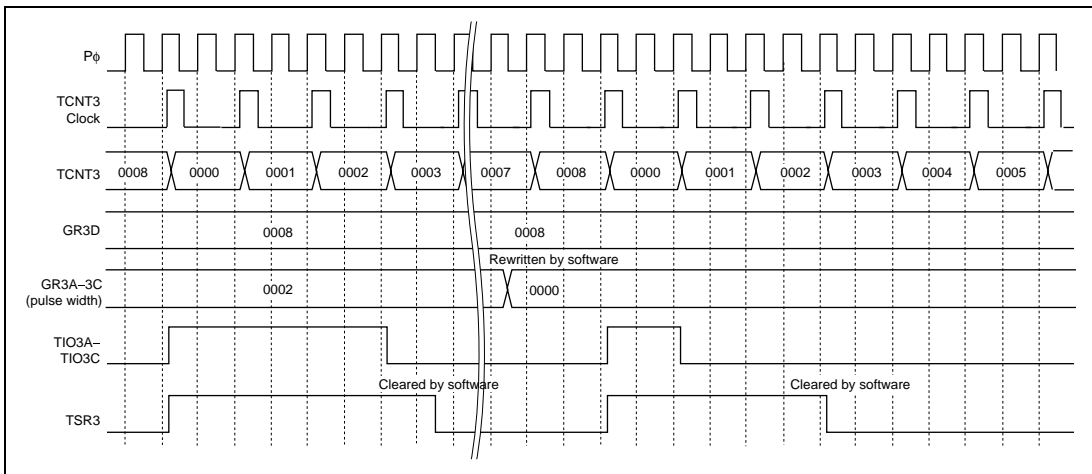 Pϕ
TCNT3
Clock
TCNT3
0008 0000 0001 0002 0003 0007 0008 0000 0001 0002 0003 0004 0005
GR3D
0008 0008
Rewritten by software
GR3A–3C
(pulse width)
0002 0000
TIO3A–
TIO3C
Cleared by software Cleared by software
TSR3